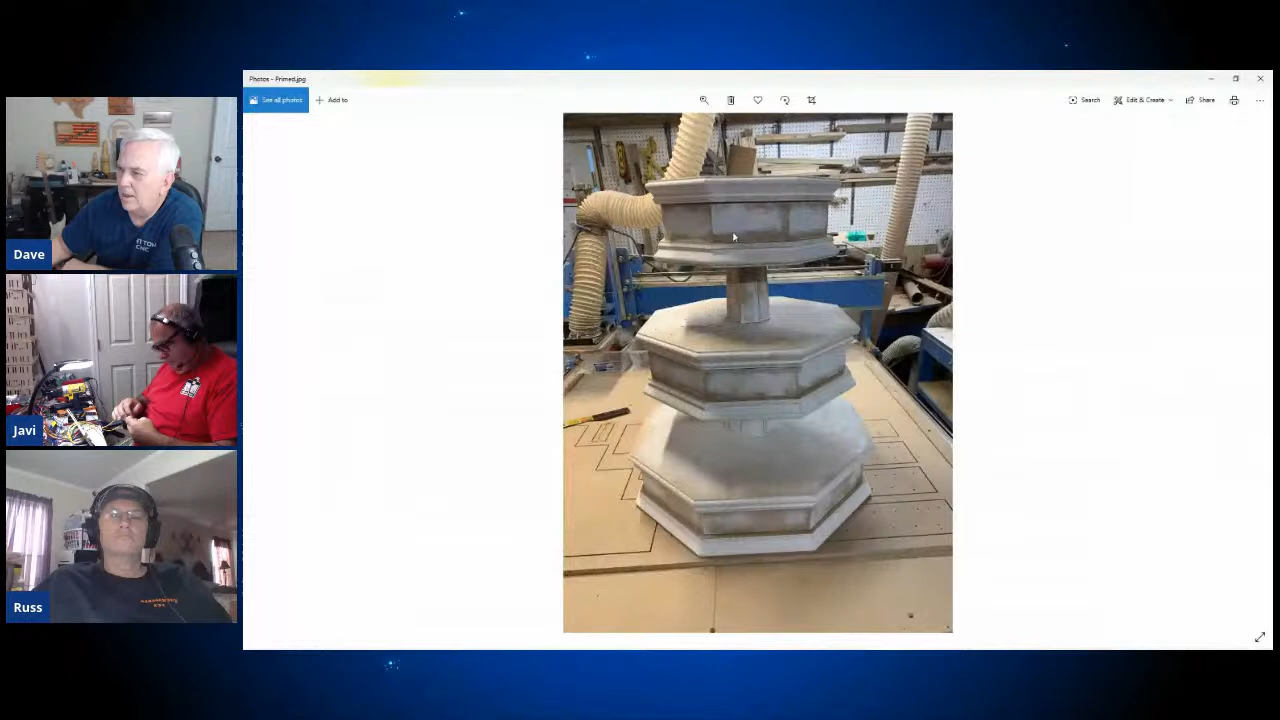 Photos - Primed.jpg
See all photos
Add to
Search
Edit & Create
Share
Dave
Javi
Russ